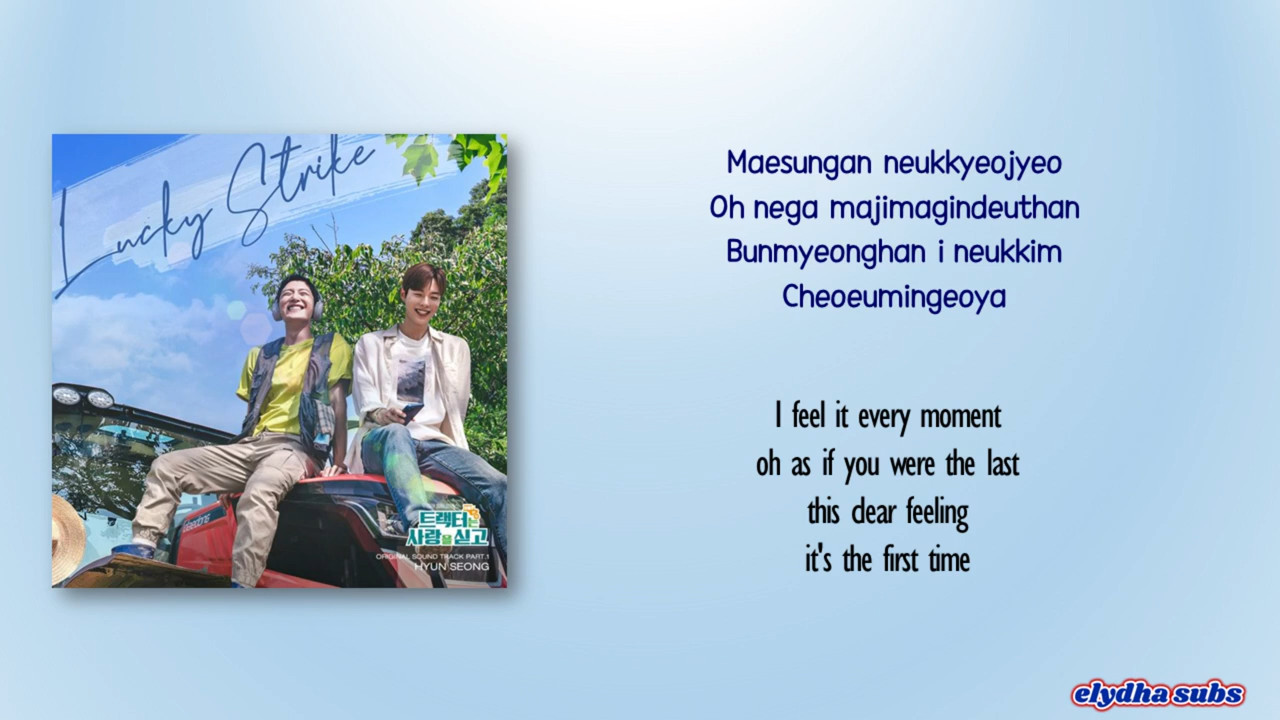 Lucky Strike
트랙터는
사랑을 싣고
ORIGINAL SOUND TRACK PART.1
HYUN SEONG
Maesungan neukkyeojyeo
Oh nega majimagindeuthan
Bunmyeonghan i neukkim
Cheoeumingeoya
I feel it every moment
oh as if you were the last
this dear feeling
it's the first time
elydha subs